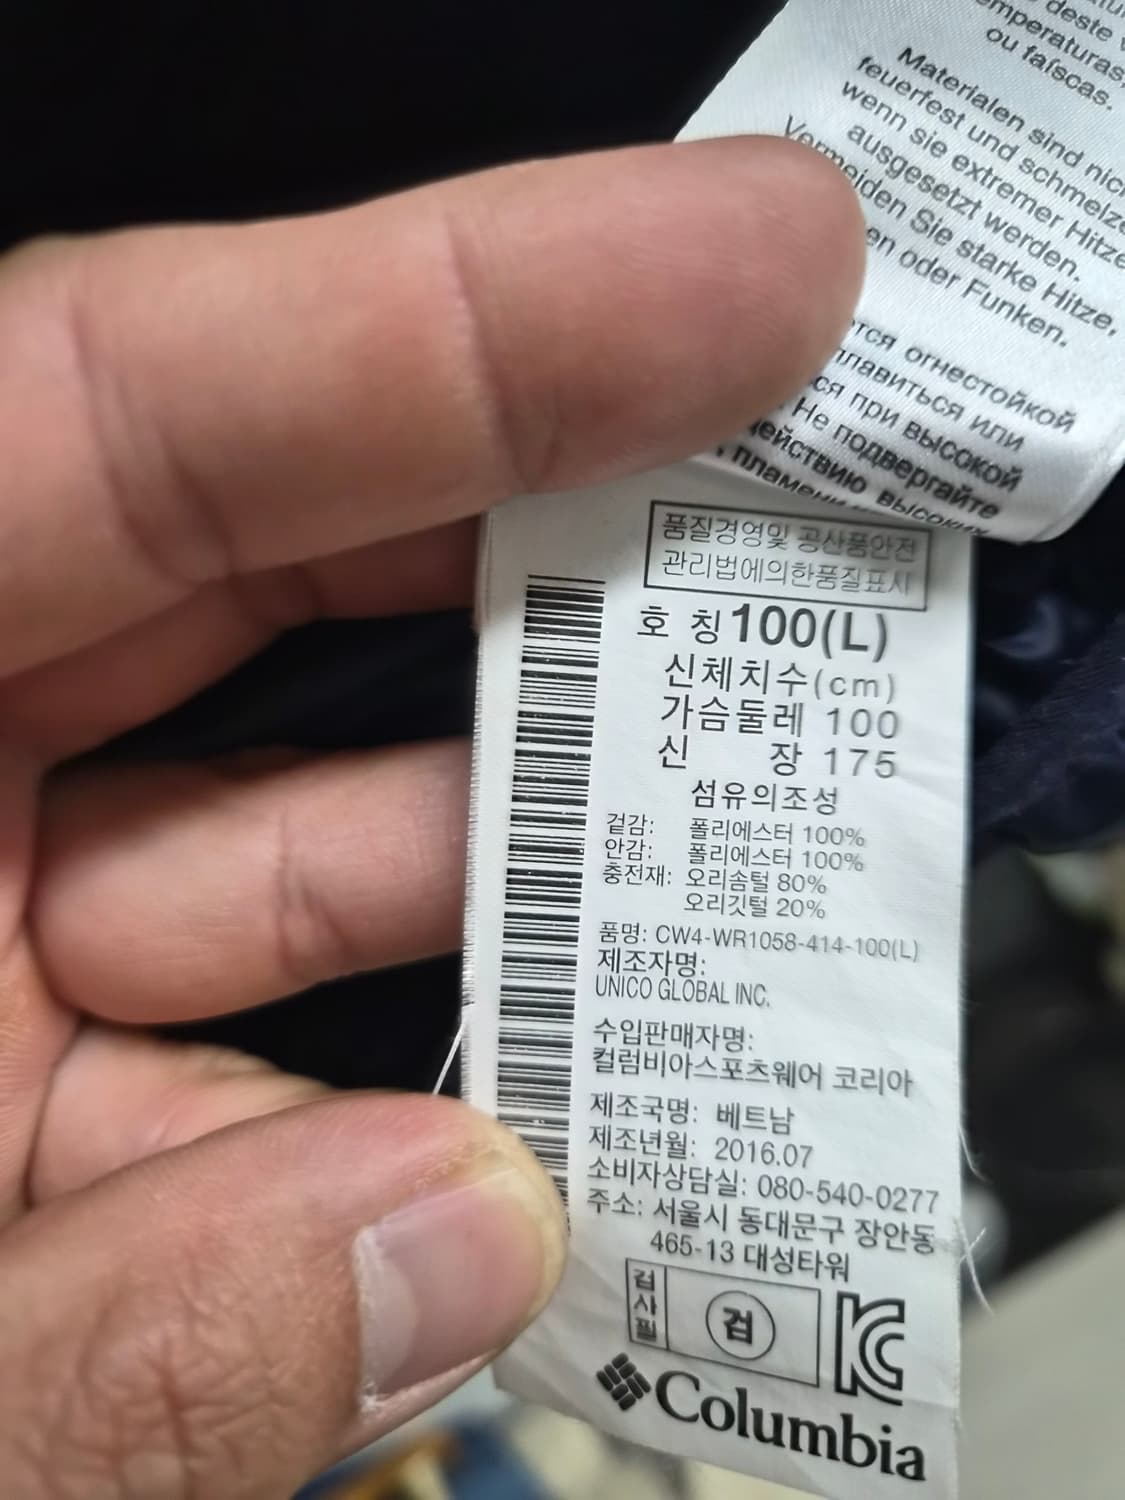 deste
temperaturas,
ou faíscas.
Materialen sind
feuerfest und
wenn sie extremer Hitze
ausgesetzt werden.
Vermeiden Sie starke Hitze,
oder Funken.
огнестойкой
плавиться или
при высокой
Не подвергайте
высоких
품질경영및 공산품안전
관리법에의한품질표시
호 칭 100(L)
신체치수(cm)
가슴둘레 100
신 장 175
섬유의조성
겉감: 폴리에스터 100%
안감: 폴리에스터 100%
충전재: 오리솜털 80%
오리깃털 20%
품명: CW4-WR1058-414-100(L)
제조자명:
UNICO GLOBAL INC.
수입판매자명:
컬럼비아스포츠웨어 코리아
제조국명: 베트남
제조년월: 2016.07
소비자상담실: 080-540-0277
주소: 서울시 동대문구 장안동
465-13 대성타워
검사필 검 KC
Columbia